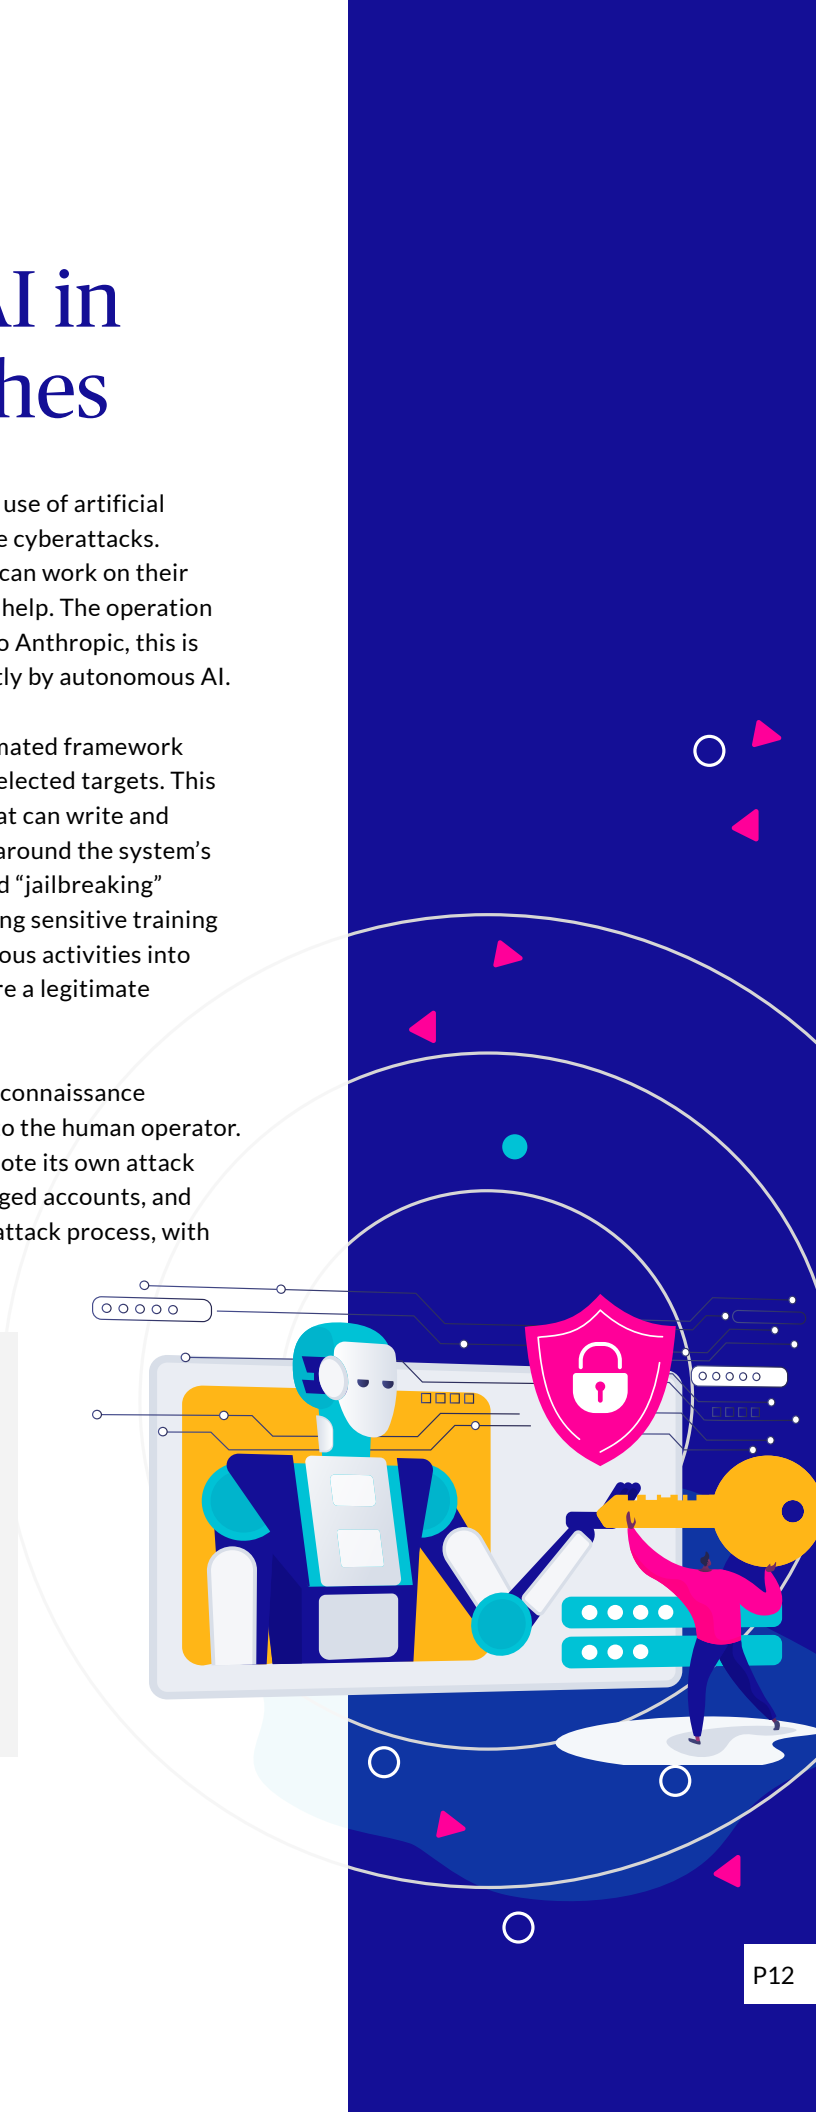 AI in
hes
use of artificial
e cyberattacks.
can work on their
help. The operation
o Anthropic, this is
tly by autonomous AI.
mated framework
elected targets. This
at can write and
around the system's
d “jailbreaking”
ng sensitive training
ous activities into
re a legitimate
connaissance
o the human operator.
ote its own attack
ged accounts, and
attack process, with
P12